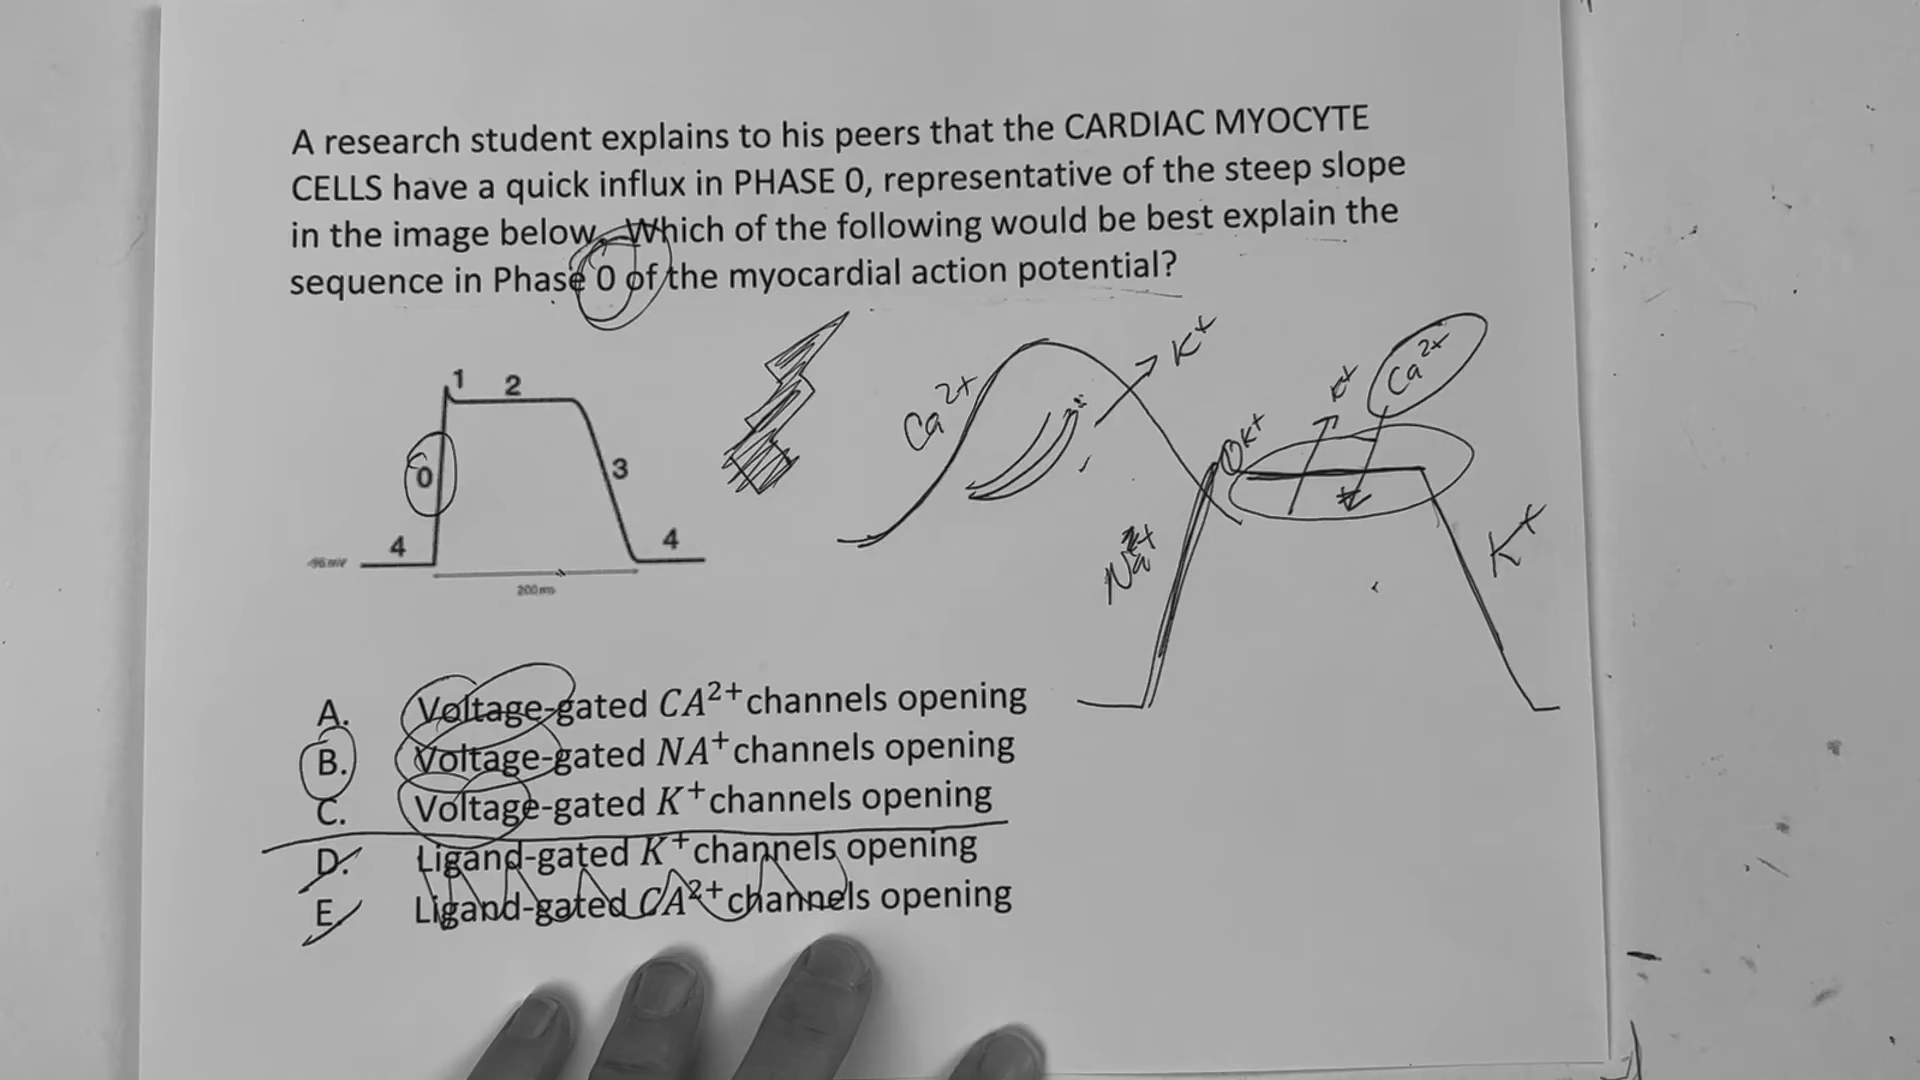 A research student explains to his peers that the CARDIAC MYOCYTE
CELLS have a quick influx in PHASE 0, representative of the steep slope
in the image below. Which of the following would be best explain the
sequence in Phase 0 of the myocardial action potential?
1
2
0
3
4
4
200 ms
Ca2+
K+
K+
K+
Ca2+
K+
A. Voltage-gated CA2+ channels opening
B. Voltage-gated NA+ channels opening
C. Voltage-gated K+ channels opening
D. Ligand-gated K+ channels opening
E. Ligand-gated CA2+ channels opening